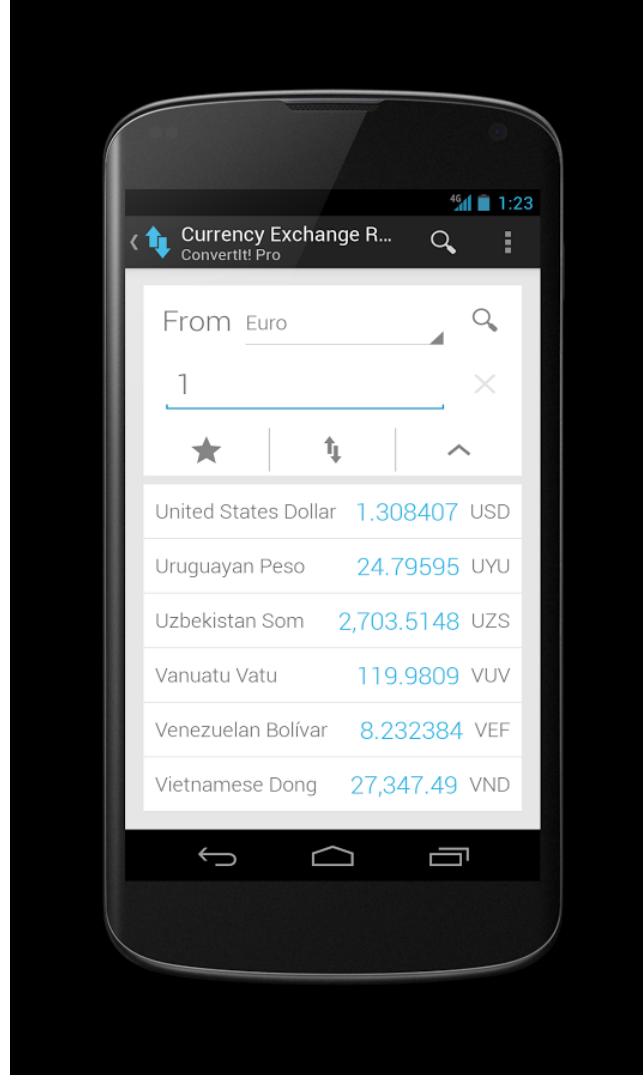 4G 1:23
Currency Exchange R...
ConvertIt! Pro
From Euro
1
United States Dollar 1.308407 USD
Uruguayan Peso 24.79595 UYU
Uzbekistan Som 2,703.5148 UZS
Vanuatu Vatu 119.9809 VUV
Venezuelan Bolívar 8.232384 VEF
Vietnamese Dong 27,347.49 VND